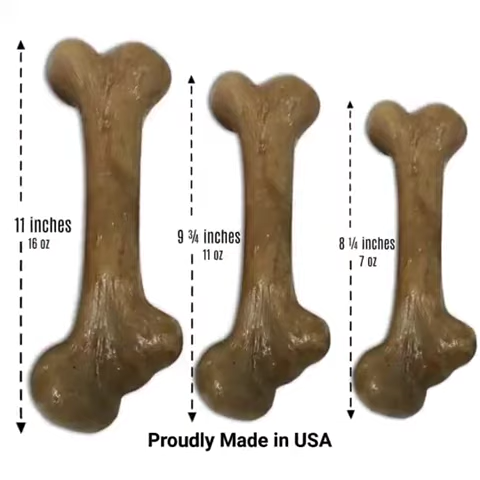 11 inches
16 oz
9 ¾ inches
11 oz
8 ¼ inches
7 oz
Proudly Made in USA